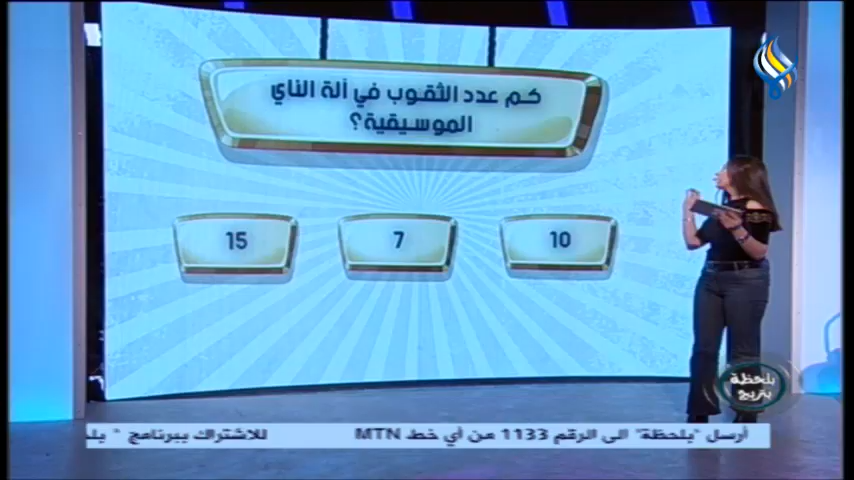 كم عدد الثقوب في آلة الناي
الموسيقية؟
10
7
15
بلحظة
بتربح
أرسل "بلحظة" الى الرقم 1133 من أي خط MTN للاشتراك ببرنامج " بلح